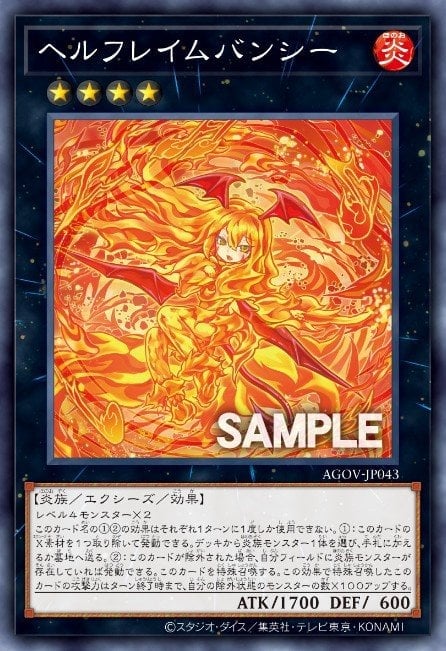 ヘルフレイムバンシー
ほのお
炎
SAMPLE
AGOV-JP043
【炎族／エクシーズ／効果】
レベル4モンスター×2
このカード名の①②の効果はそれぞれ1ターンに1度しか使用できない。①：このカードの
X素材を1つ取り除いて発動できる。デッキから炎族モンスター1体を選び、手札に加え
るか墓地へ送る。②：このカードが除外された場合、自分フィールドに炎族モンスターが
存在していれば発動できる。このカードを特殊召喚する。この効果で特殊召喚したこ
のカードの攻撃力はターン終了時まで、自分の除外状態のモンスターの数×100アップする。
ATK/1700 DEF/ 600
©スタジオ・ダイス／集英社・テレビ東京・KONAMI